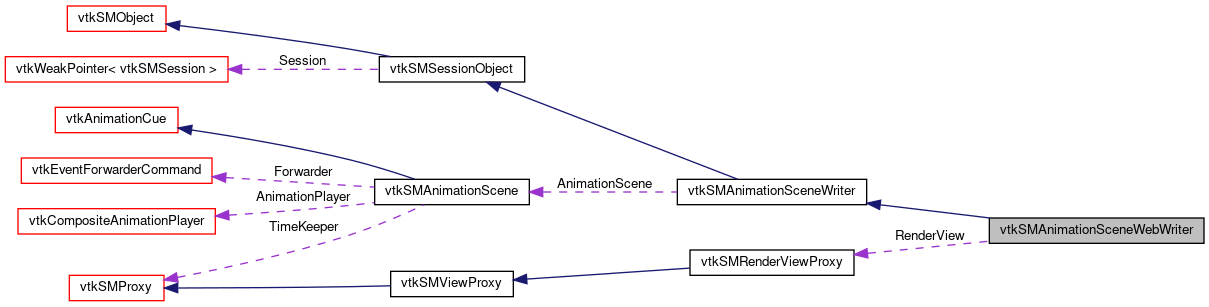 vtkSMObject
vtkWeakPointer< vtkSMSession >
Session
vtkSMSessionObject
vtkAnimationCue
vtkEventForwarderCommand
Forwarder
vtkSMAnimationScene
AnimationScene
vtkSMAnimationSceneWriter
AnimationPlayer
vtkCompositeAnimationPlayer
TimeKeeper
vtkSMAnimationSceneWebWriter
RenderView
vtkSMRenderViewProxy
vtkSMViewProxy
vtkSMProxy